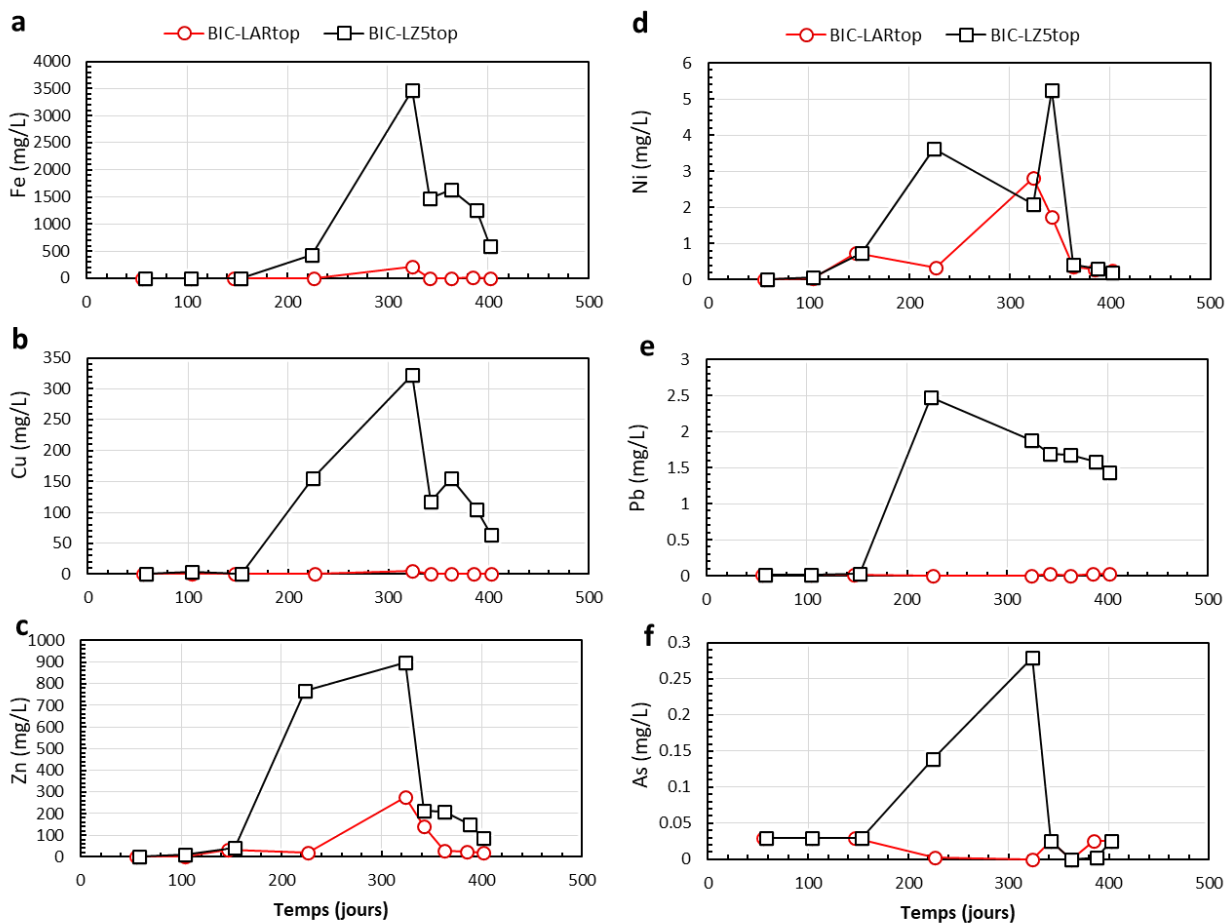 a
BIC-LARtop BIC-LZ5top
4000
3500
3000
2500
2000
1500
1000
500
0
Fe (mg/L)
0 100 200 300 400 500
b
350
300
250
200
150
100
50
0
Cu (mg/L)
0 100 200 300 400 500
c
1000
900
800
700
600
500
400
300
200
100
0
Zn (mg/L)
0 100 200 300 400 500
Temps (jours)
d
BIC-LARtop BIC-LZ5top
6
5
4
3
2
1
0
Ni (mg/L)
0 100 200 300 400 500
e
3
2.5
2
1.5
1
0.5
0
Pb (mg/L)
0 100 200 300 400 500
f
0.3
0.25
0.2
0.15
0.1
0.05
0
As (mg/L)
0 100 200 300 400 500
Temps (jours)